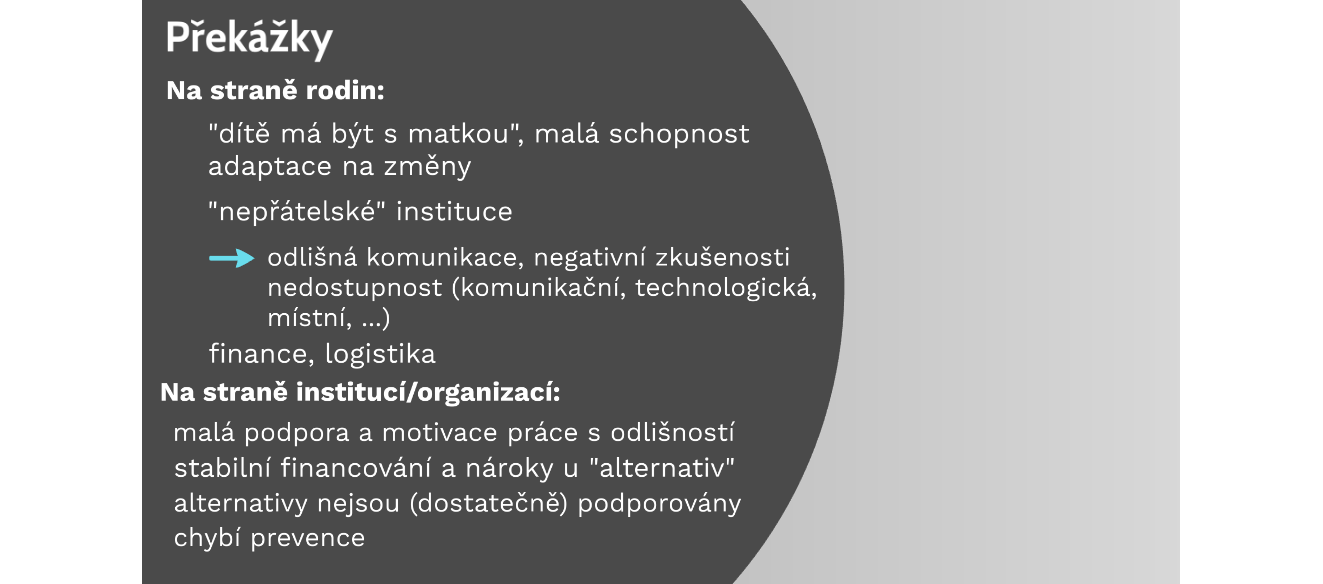 Překážky
Na straně rodin:
"dítě má být s matkou", malá schopnost
adaptace na změny
"nepřátelské" instituce
odlišná komunikace, negativní zkušenosti
nedostupnost (komunikační, technologická,
místní, ...)
finance, logistika
Na straně institucí/organizací:
malá podpora a motivace práce s odlišností
stabilní financování a nároky u "alternativ"
alternativy nejsou (dostatečně) podporovány
chybí prevence